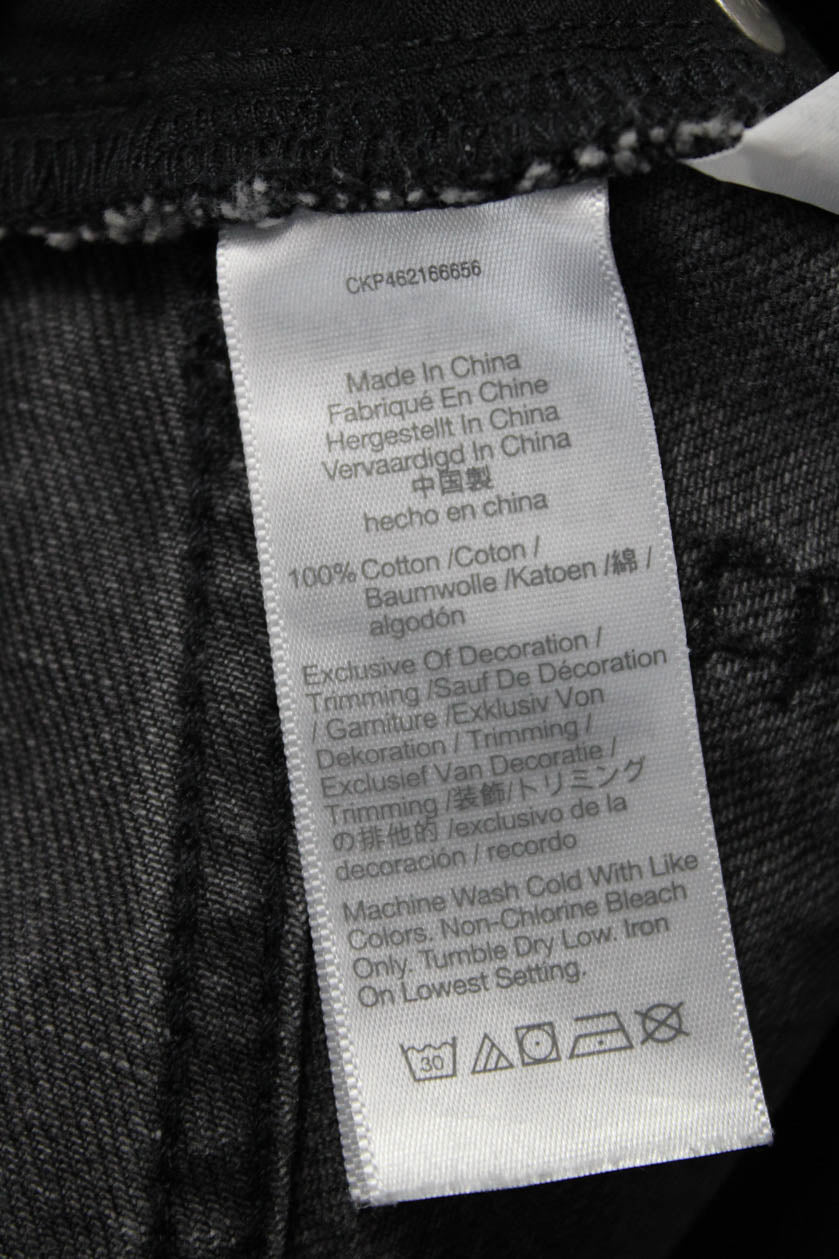 CKP462166656
Made In China
Fabriqué En Chine
Hergestellt In China
Vervaardigd In China
中国製
hecho en china
100% Cotton /Coton /
Baumwolle /Katoen /綿 /
algodón
Exclusive Of Decoration /
Trimming /Sauf De Décoration
/ Garniture /Exklusiv Von
Dekoration / Trimming /
Exclusief Van Decoratie /
Trimming /装飾/トリミング
の排他的 /exclusivo de la
decoración / recordo
Machine Wash Cold With Like
Colors. Non-Chlorine Bleach
Only. Tumble Dry Low. Iron
On Lowest Setting.
30